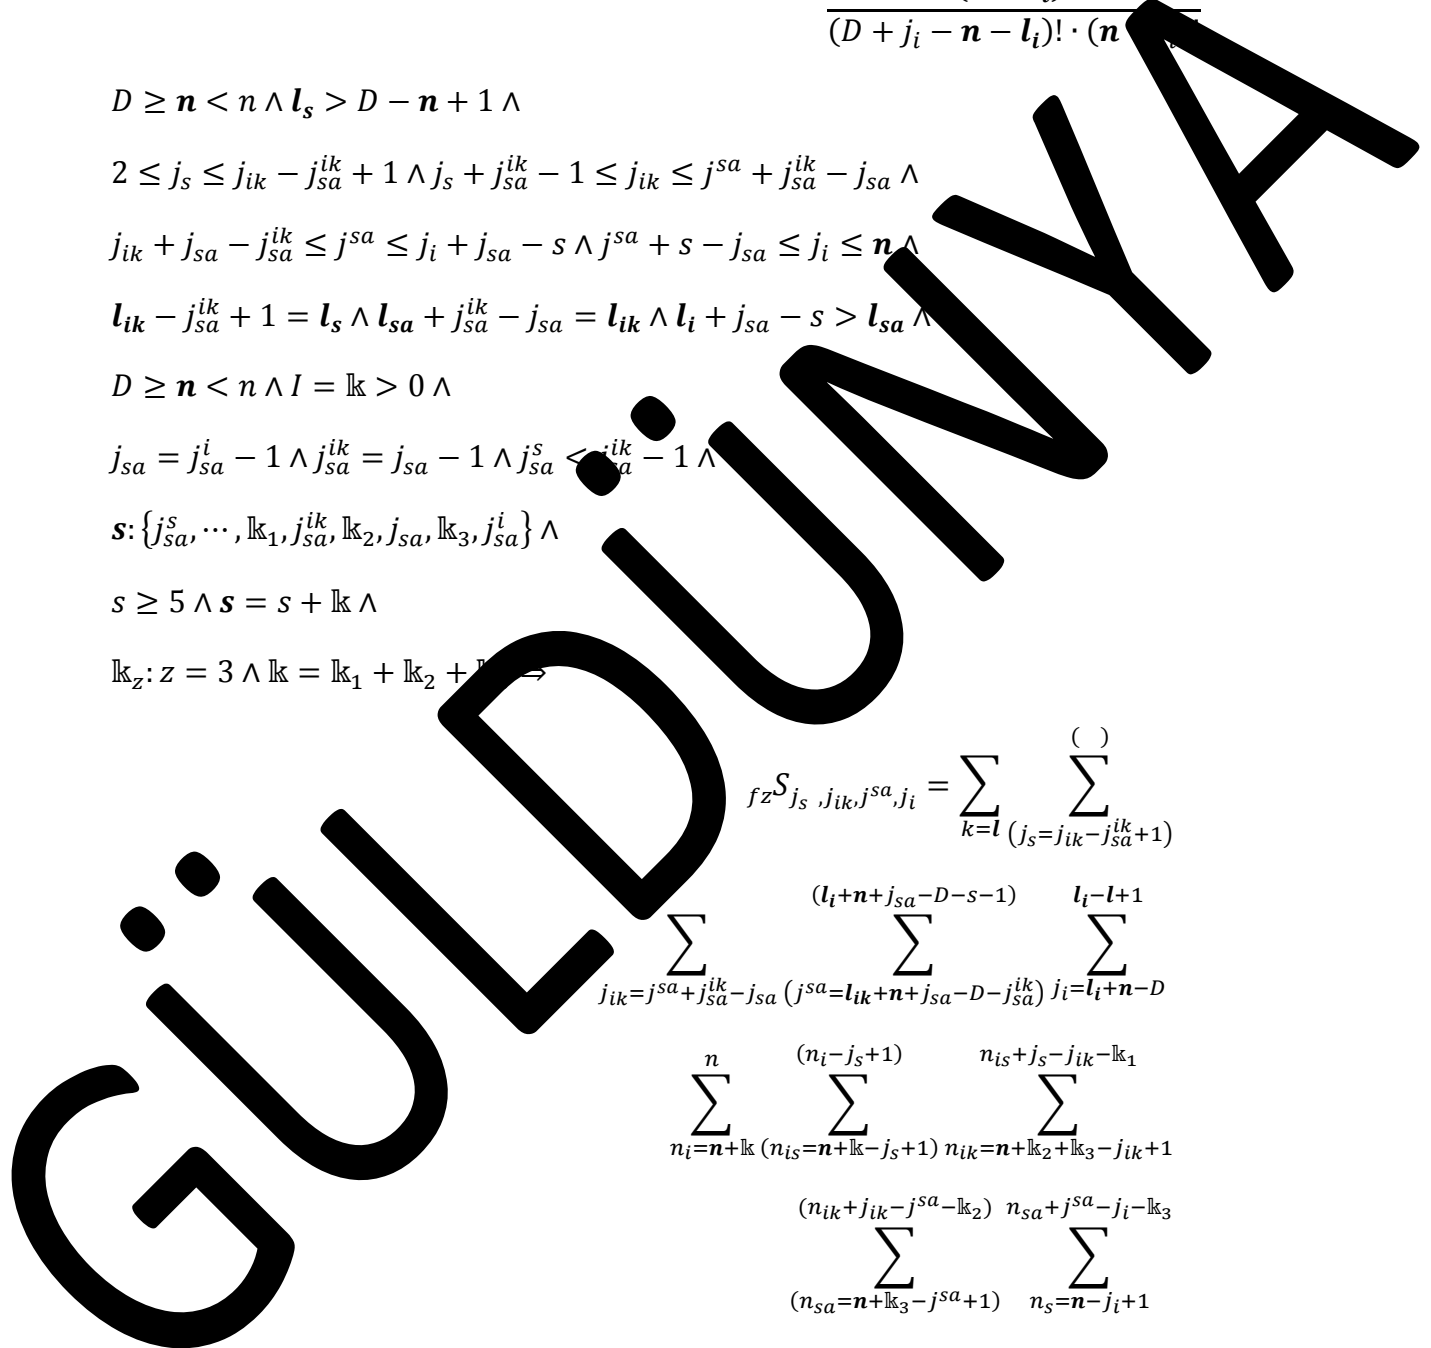 (D + jᵢ − 𝒏 − 𝒍ᵢ)! · (𝒏
D ≥ 𝒏 < n ∧ 𝒍_s > D − 𝒏 + 1 ∧
2 ≤ j_s ≤ j_{ik} − j_{sa}^{ik} + 1 ∧ j_s + j_{sa}^{ik} − 1 ≤ j_{ik} ≤ j^{sa} + j_{sa}^{ik} − j_{sa} ∧
j_{ik} + j_{sa} − j_{sa}^{ik} ≤ j^{sa} ≤ j_i + j_{sa} − s ∧ j^{sa} + s − j_{sa} ≤ j_i ≤ 𝒏 ∧
𝒍_{ik} − j_{sa}^{ik} + 1 = 𝒍_s ∧ 𝒍_{sa} + j_{sa}^{ik} − j_{sa} = 𝒍_{ik} ∧ 𝒍_i + j_{sa} − s > 𝒍_{sa} ∧
D ≥ 𝒏 < n ∧ I = 𝕜 > 0 ∧
j_{sa} = j_{sa}^{i} − 1 ∧ j_{sa}^{ik} = j_{sa} − 1 ∧ j_{sa}^{s} < j_{sa}^{ik} − 1 ∧
𝒔: {j_{sa}^{s}, ⋯ , 𝕜_1, j_{sa}^{ik}, 𝕜_2, j_{sa}, 𝕜_3, j_{sa}^{i}} ∧
s ≥ 5 ∧ 𝒔 = s + 𝕜 ∧
𝕜_z: z = 3 ∧ 𝕜 = 𝕜_1 + 𝕜_2 + ⇒
_{fz}S_{j_s ,j_{ik},j^{sa},j_i} = ∑_{k=𝒍} ∑_{(j_s=j_{ik}−j_{sa}^{ik}+1)}^{( )}
∑_{j_{ik}=j^{sa}+j_{sa}^{ik}−j_{sa}} ∑_{(j^{sa}=𝒍_{ik}+𝒏+j_{sa}−D−j_{sa}^{ik})}^{(𝒍_i+𝒏+j_{sa}−D−s−1)} ∑_{j_i=𝒍_i+𝒏−D}^{𝒍_i−𝒍+1}
∑_{n_i=𝒏+𝕜}^{n} ∑_{(n_{is}=𝒏+𝕜−j_s+1)}^{(n_i−j_s+1)} ∑_{n_{ik}=𝒏+𝕜_2+𝕜_3−j_{ik}+1}^{n_{is}+j_s−j_{ik}−𝕜_1}
∑_{(n_{sa}=𝒏+𝕜_3−j^{sa}+1)}^{(n_{ik}+j_{ik}−j^{sa}−𝕜_2)} ∑_{n_s=𝒏−j_i+1}^{n_{sa}+j^{sa}−j_i−𝕜_3}
GÜLDÜNYA